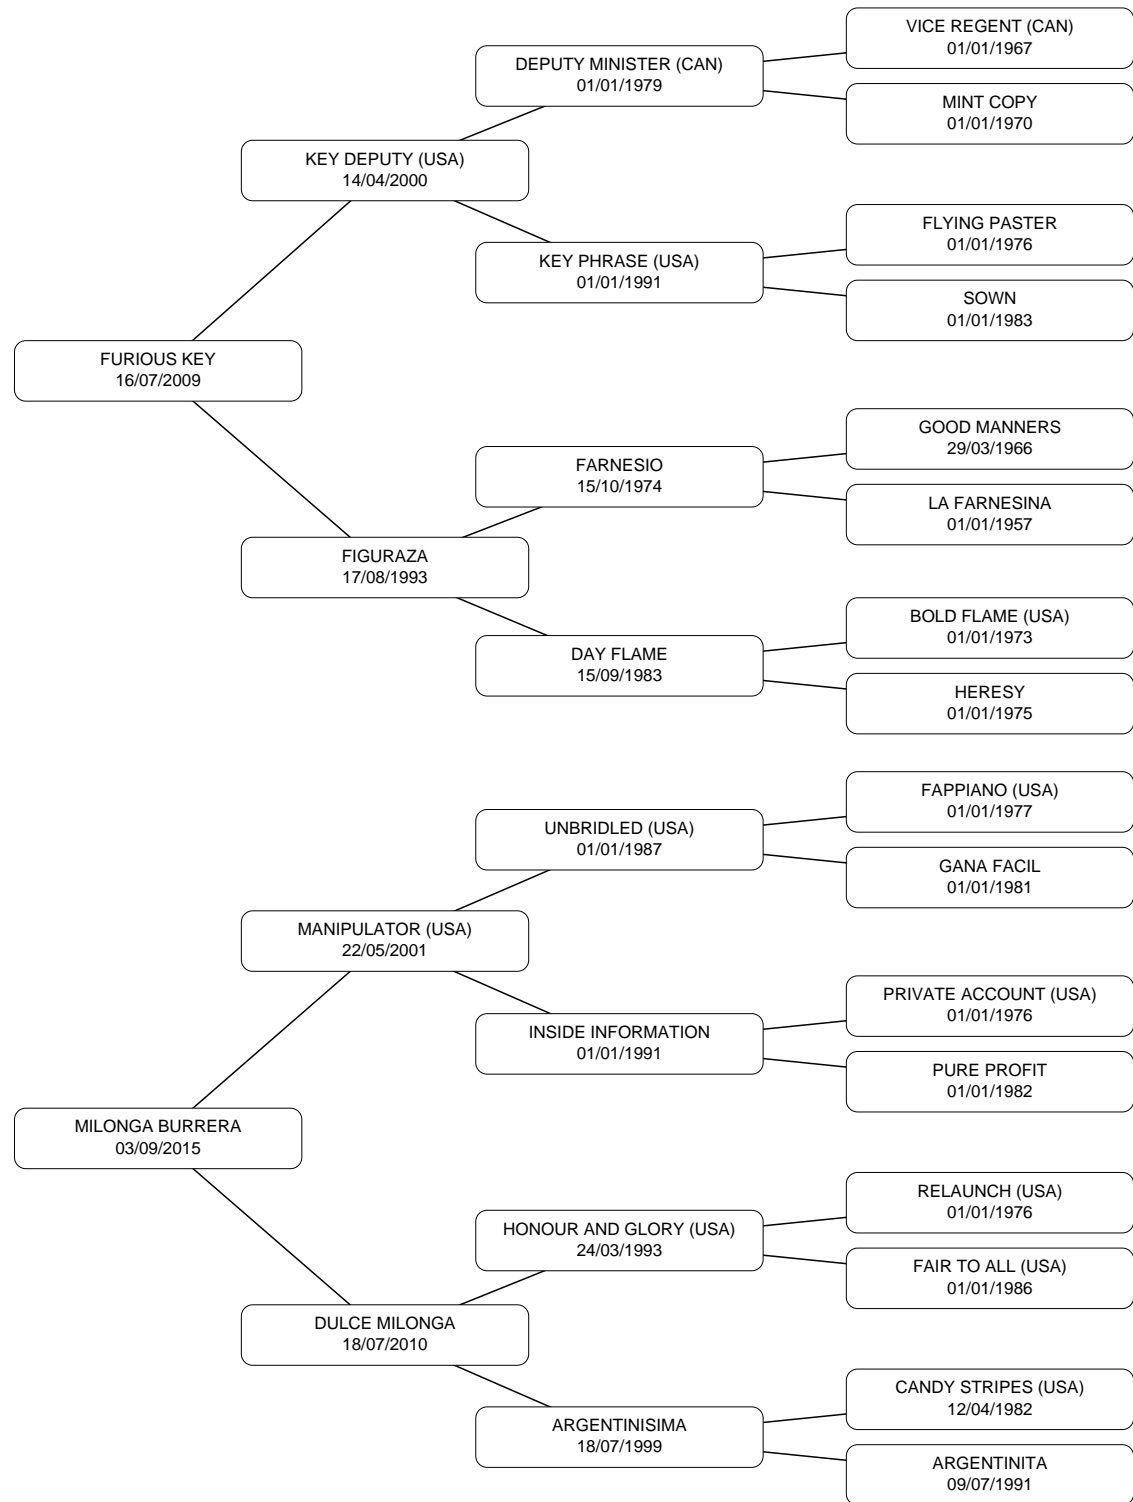 VICE REGENT (CAN)
01/01/1967
DEPUTY MINISTER (CAN)
01/01/1979
MINT COPY
01/01/1970
KEY DEPUTY (USA)
14/04/2000
FLYING PASTER
01/01/1976
KEY PHRASE (USA)
01/01/1991
SOWN
01/01/1983
FURIOUS KEY
16/07/2009
GOOD MANNERS
29/03/1966
FARNESIO
15/10/1974
LA FARNESINA
01/01/1957
FIGURAZA
17/08/1993
BOLD FLAME (USA)
01/01/1973
DAY FLAME
15/09/1983
HERESY
01/01/1975
FAPPIANO (USA)
01/01/1977
UNBRIDLED (USA)
01/01/1987
GANA FACIL
01/01/1981
MANIPULATOR (USA)
22/05/2001
PRIVATE ACCOUNT (USA)
01/01/1976
INSIDE INFORMATION
01/01/1991
PURE PROFIT
01/01/1982
MILONGA BURRERA
03/09/2015
RELAUNCH (USA)
01/01/1976
HONOUR AND GLORY (USA)
24/03/1993
FAIR TO ALL (USA)
01/01/1986
DULCE MILONGA
18/07/2010
CANDY STRIPES (USA)
12/04/1982
ARGENTINISIMA
18/07/1999
ARGENTINITA
09/07/1991